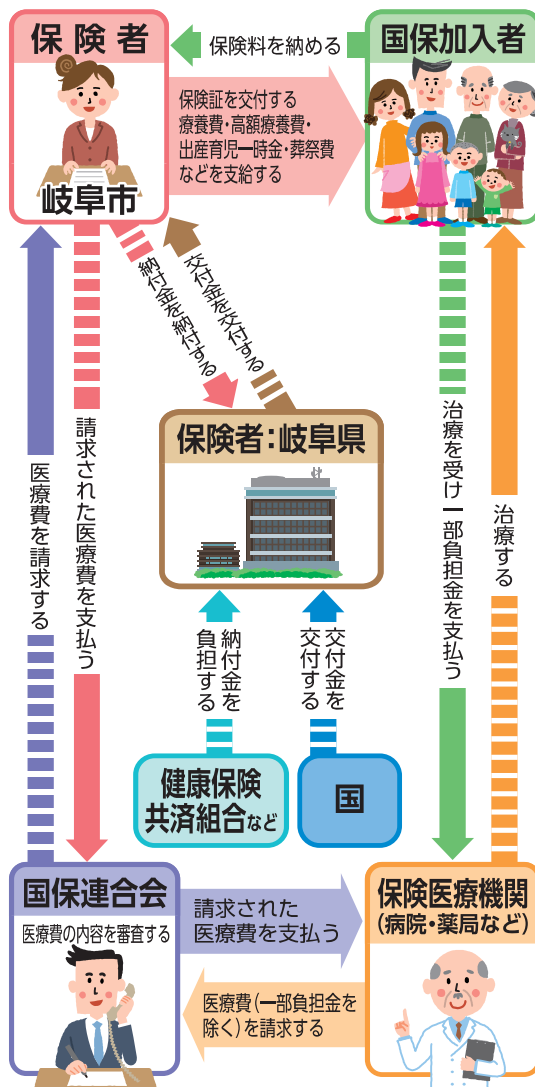 保険者
岐阜市
保険料を納める
国保加入者
保険証を交付する
療養費・高額療養費・
出産育児一時金・葬祭費
などを支給する
納付金を納付する
交付金を交付する
保険者：岐阜県
医療費を請求する
請求された医療費を支払う
治療を受け一部負担金を支払う
治療する
納付金を
負担する
交付金を
交付する
健康保険
共済組合など
国
国保連合会
医療費の内容を審査する
請求された
医療費を支払う
医療費（一部負担金を
除く）を請求する
保険医療機関
（病院・薬局など）